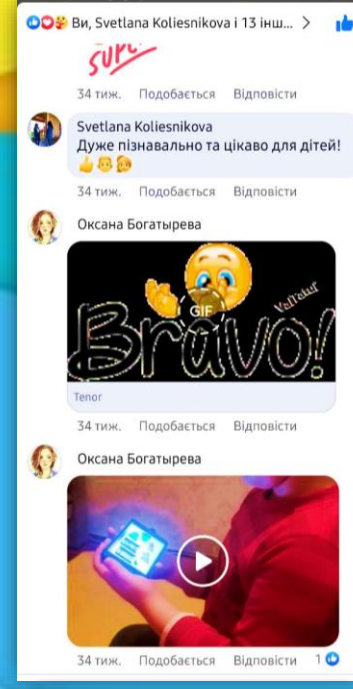 Ви, Svetlana Koliesnikova і 13 інш... >
SUPER
34 тиж. Подобається Відповісти
Svetlana Koliesnikova
Дуже пізнавально та цікаво для дітей!
34 тиж. Подобається Відповісти
Оксана Богатырева
GIF
Bravo!
Tenor
34 тиж. Подобається Відповісти
Оксана Богатырева
34 тиж. Подобається Відповісти 1